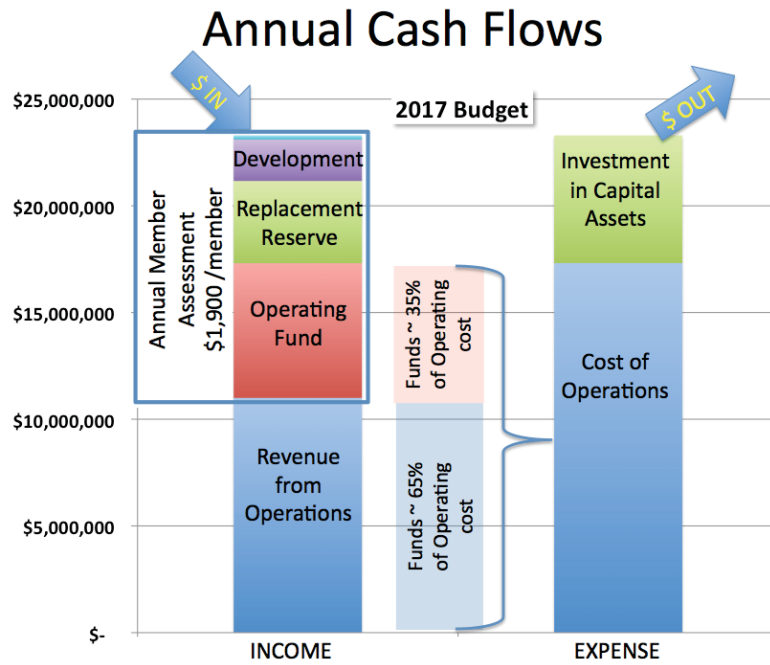 Annual Cash Flows
$ IN
$ OUT
2017 Budget
$25,000,000
$20,000,000
$15,000,000
$10,000,000
$5,000,000
$-
Annual Member
Assessment
$1,900 /member
Development
Replacement
Reserve
Operating
Fund
Revenue
from
Operations
Funds ~ 35%
of Operating
cost
Funds ~ 65%
of Operating
cost
Investment
in Capital
Assets
Cost of
Operations
INCOME
EXPENSE